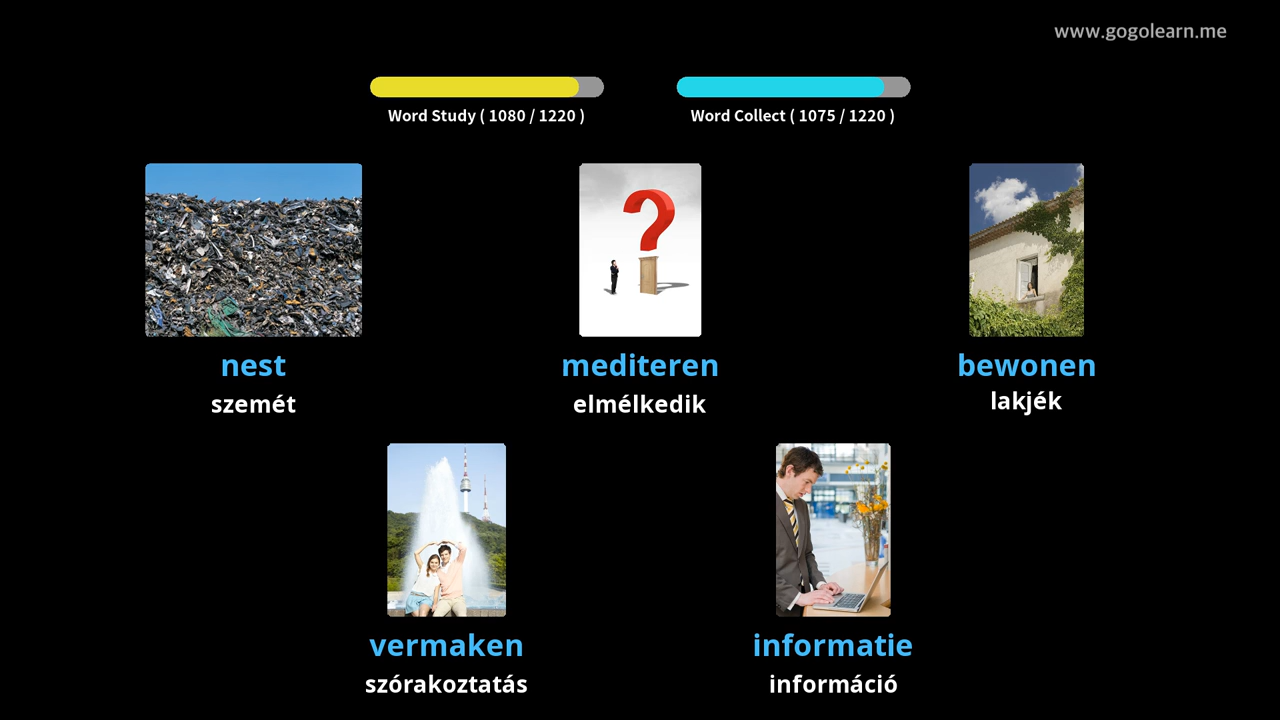 www.gogolearn.me
Word Study ( 1080 / 1220 )
Word Collect ( 1075 / 1220 )
nest
szemét
mediteren
elmélkedik
bewonen
lakjék
vermaken
szórakoztatás
informatie
információ